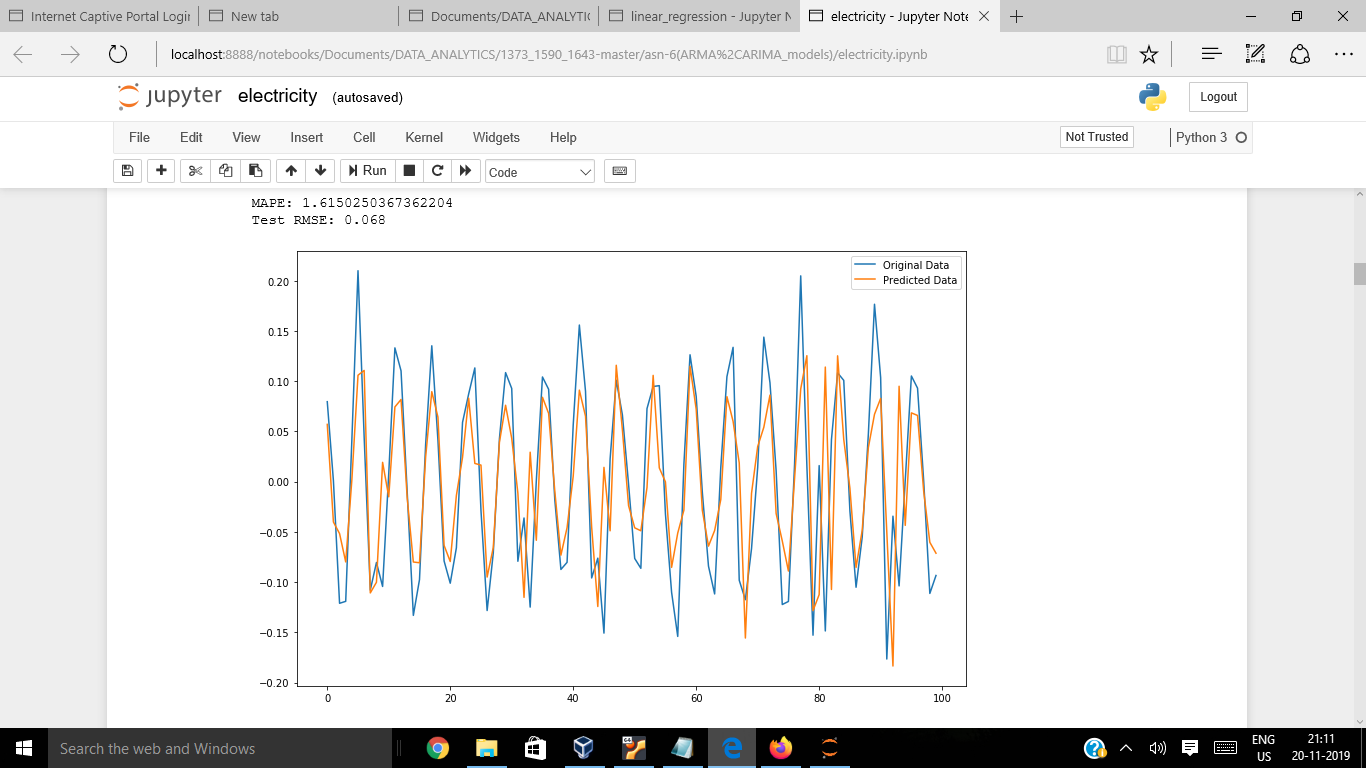 Internet Captive Portal Login
New tab
Documents/DATA_ANALYTIC
linear_regression - Jupyter N
electricity - Jupyter Note
localhost:8888/notebooks/Documents/DATA_ANALYTICS/1373_1590_1643-master/asn-6(ARMA%2CARIMA_models)/electricity.ipynb
jupyter electricity (autosaved)
Logout
File Edit View Insert Cell Kernel Widgets Help
Not Trusted
Python 3
Run
Code
MAPE: 1.6150250367362204
Test RMSE: 0.068
Original Data
Predicted Data
0.20
0.15
0.10
0.05
0.00
−0.05
−0.10
−0.15
−0.20
0 20 40 60 80 100
Search the web and Windows
64
ENG
US
21:11
20-11-2019